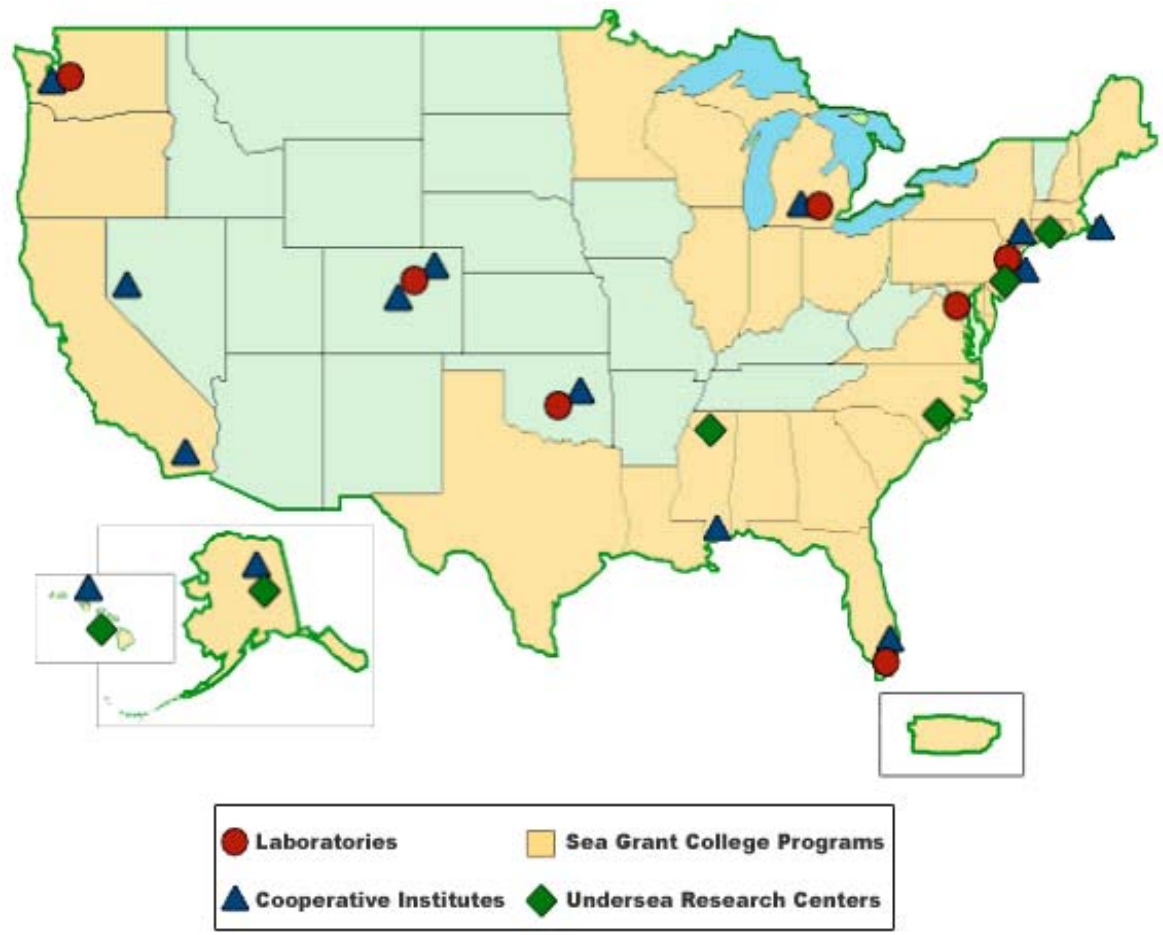 Laboratories
Sea Grant College Programs
Cooperative Institutes
Undersea Research Centers